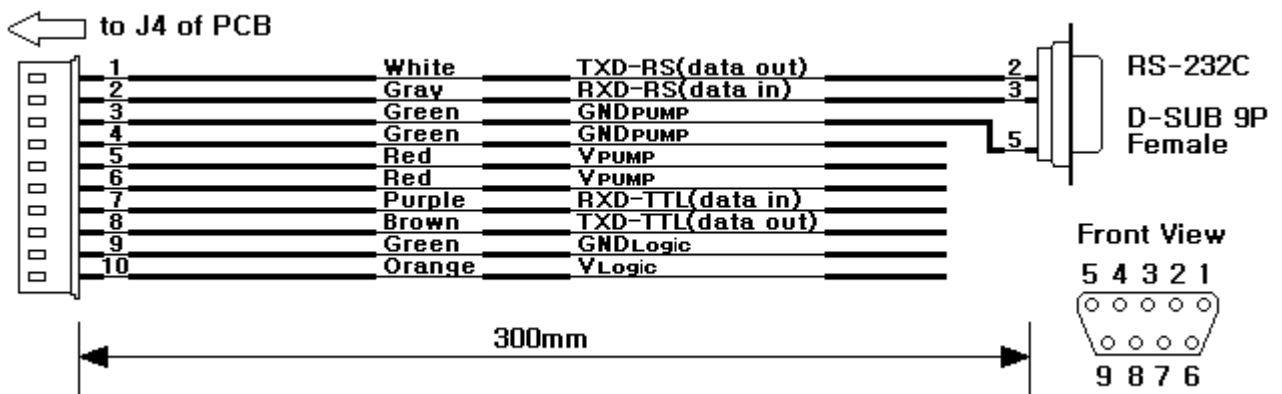 to J4 of PCB
1 White TXD-RS(data out) 2
2 Gray RXD-RS(data in) 3
3 Green GNDPUMP
4 Green GNDPUMP
5 Red VPUMP 5
6 Red VPUMP
7 Purple RXD-TTL(data in)
8 Brown TXD-TTL(data out)
9 Green GNDLogic
10 Orange VLogic
RS-232C
D-SUB 9P
Female
300mm
Front View
5 4 3 2 1
9 8 7 6